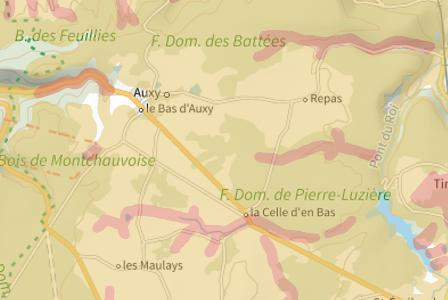 B. des Feuillies
F. Dom. des Battées
Auxy
Repas
le Bas d'Auxy
Pont du Roi
Bois de Montchauvoise
F. Dom. de Pierre-Luzière
la Celle d'en Bas
les Maulays